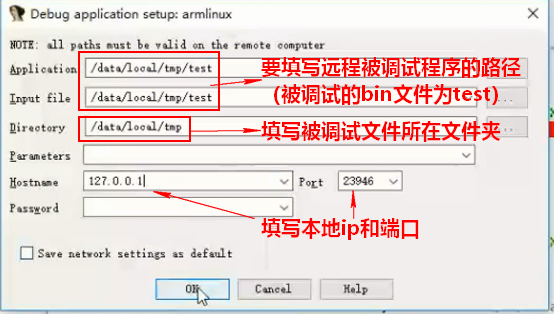 Debug application setup: armlinux
NOTE: all paths must be valid on the remote computer
Application /data/local/tmp/test
要填写远程被调试程序的路径
Input file /data/local/tmp/test
（被调试的bin文件为test）
Directory /data/local/tmp
填写被调试文件所在文件夹
Parameters
Hostname 127.0.0.1 Port 23946
Password
填写本地ip和端口
Save network settings as default
OK Cancel Help